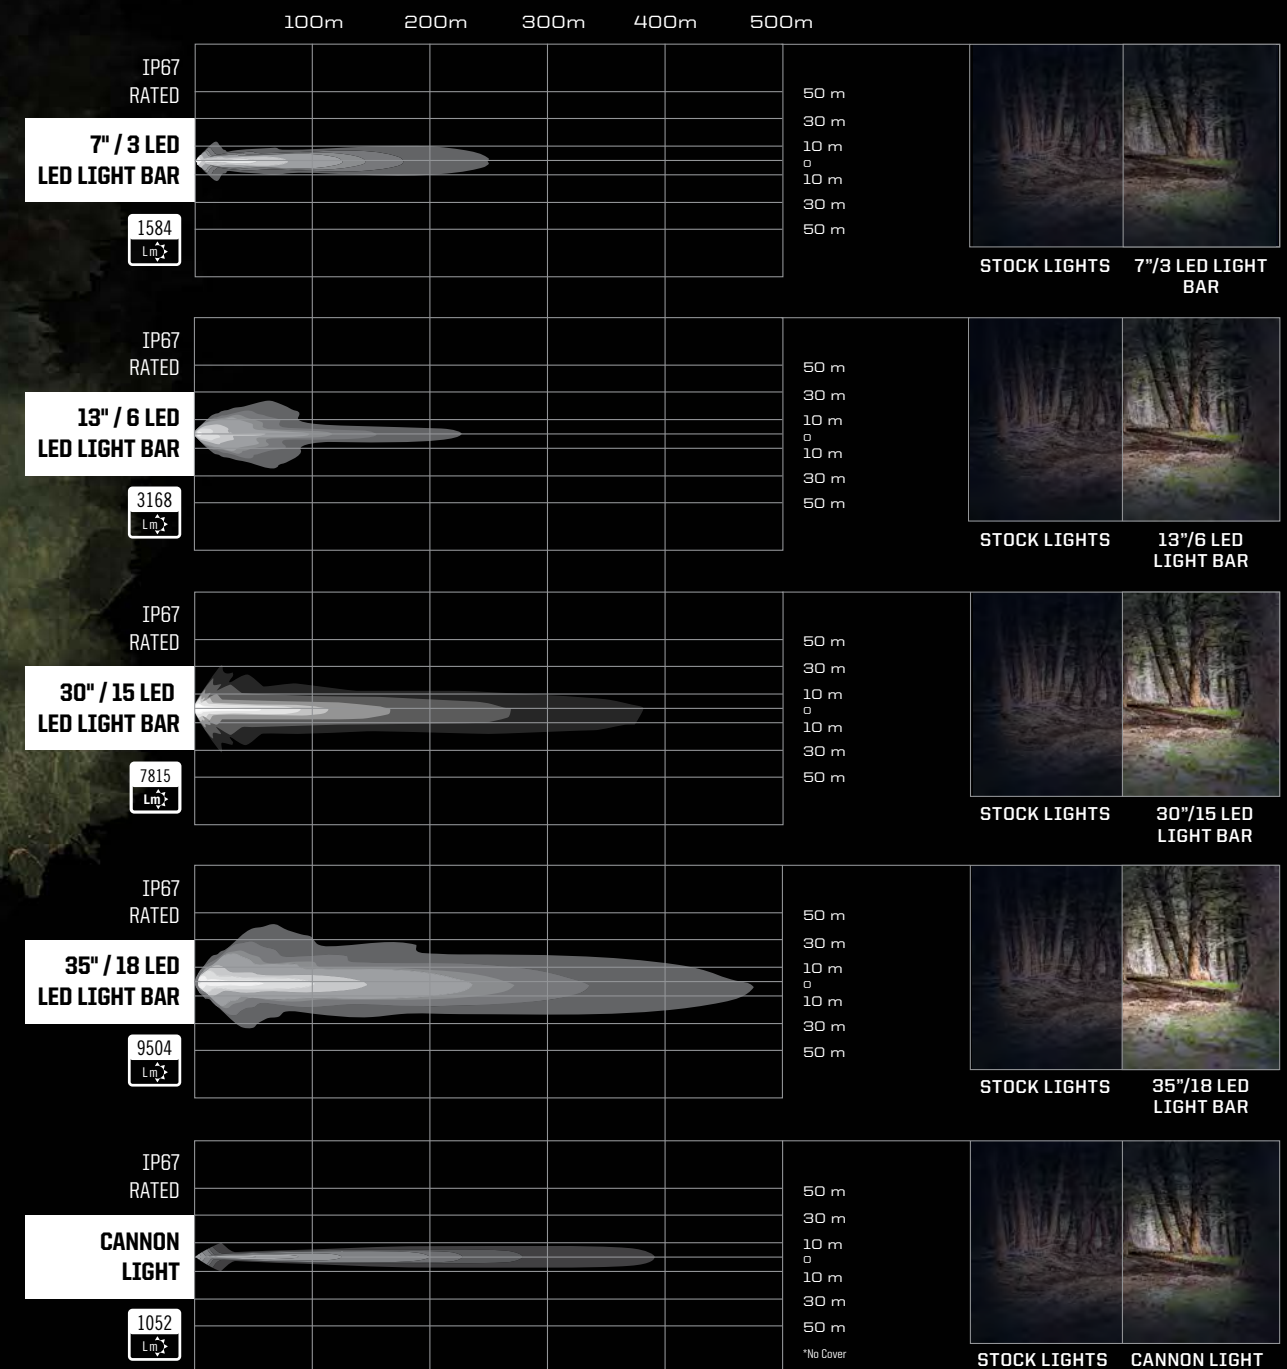 100m 200m 300m 400m 500m
IP67
RATED
7" / 3 LED
LED LIGHT BAR
1584
Lm
50 m
30 m
10 m
0
10 m
30 m
50 m
STOCK LIGHTS
7”/3 LED LIGHT
BAR
IP67
RATED
13" / 6 LED
LED LIGHT BAR
3168
Lm
50 m
30 m
10 m
0
10 m
30 m
50 m
STOCK LIGHTS
13”/6 LED
LIGHT BAR
IP67
RATED
30" / 15 LED
LED LIGHT BAR
7815
Lm
50 m
30 m
10 m
0
10 m
30 m
50 m
STOCK LIGHTS
30”/15 LED
LIGHT BAR
IP67
RATED
35" / 18 LED
LED LIGHT BAR
9504
Lm
50 m
30 m
10 m
0
10 m
30 m
50 m
STOCK LIGHTS
35”/18 LED
LIGHT BAR
IP67
RATED
CANNON
LIGHT
1052
Lm
50 m
30 m
10 m
0
10 m
30 m
50 m
*No Cover
STOCK LIGHTS
CANNON LIGHT